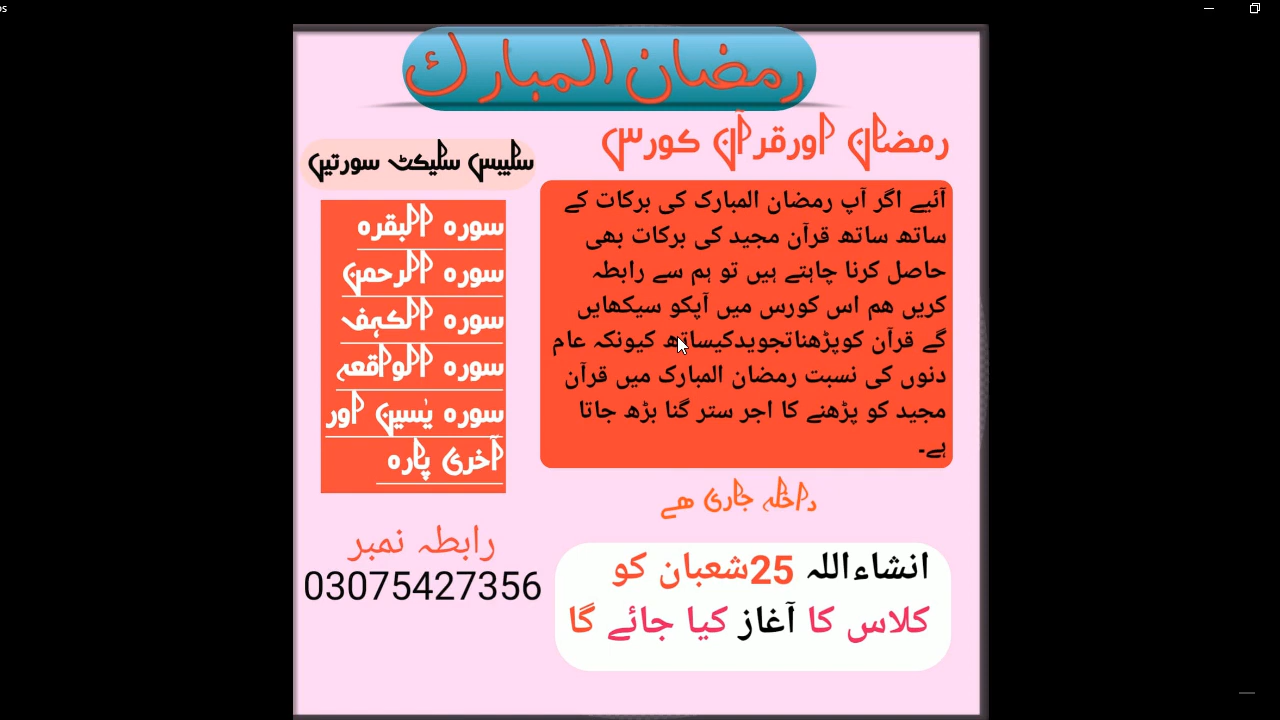 os
رمضان المبارك
رمضان اورقرآن کورس
آئیے اگر آپ رمضان المبارک کی برکات کے
ساتھ ساتھ قرآن مجید کی برکات بھی
حاصل کرنا چاہتے ہیں تو ہم سے رابطہ
کریں ھم اس کورس میں آپکو سیکھایں
گے قرآن کوپڑھناتجویدکیساتھ کیونکہ عام
دنوں کی نسبت رمضان المبارک میں قرآن
مجید کو پڑھنے کا اجر ستر گنا بڑھ جاتا
ہے۔
داخلہ جاری ھے
انشاءاللہ 25شعبان کو
کلاس کا آغاز کیا جائے گا
سلیبس سلیکٹ سورتیں
سورہ البقرہ
سورہ الرحمن
سورہ الکہف
سورہ الواقعہ
سورہ یٰسین اور
آخری پارہ
رابطہ نمبر
03075427356